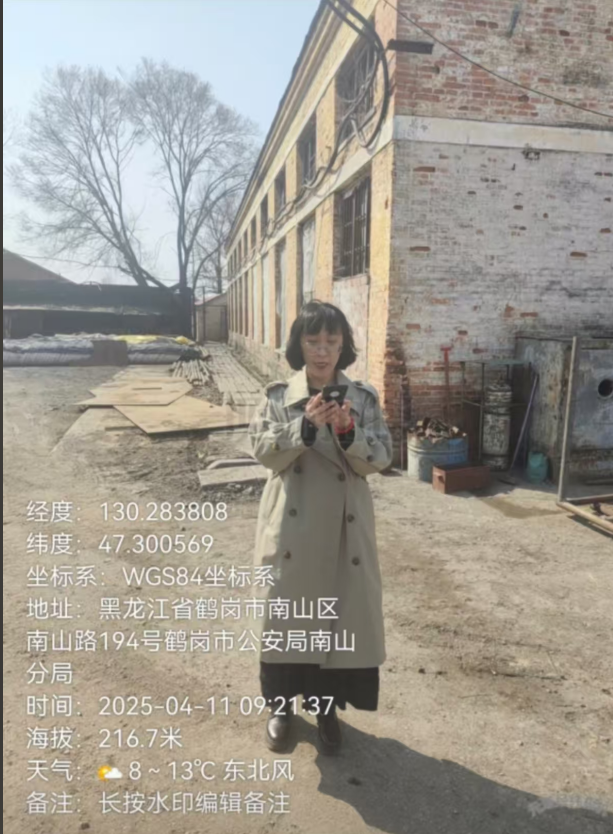 经度：130.283808
纬度：47.300569
坐标系：WGS84坐标系
地址：黑龙江省鹤岗市南山区
南山路194号鹤岗市公安局南山
分局
时间：2025-04-11 09:21:37
海拔：216.7米
天气：⛅ 8 ~ 13℃ 东北风
备注：长按水印编辑备注